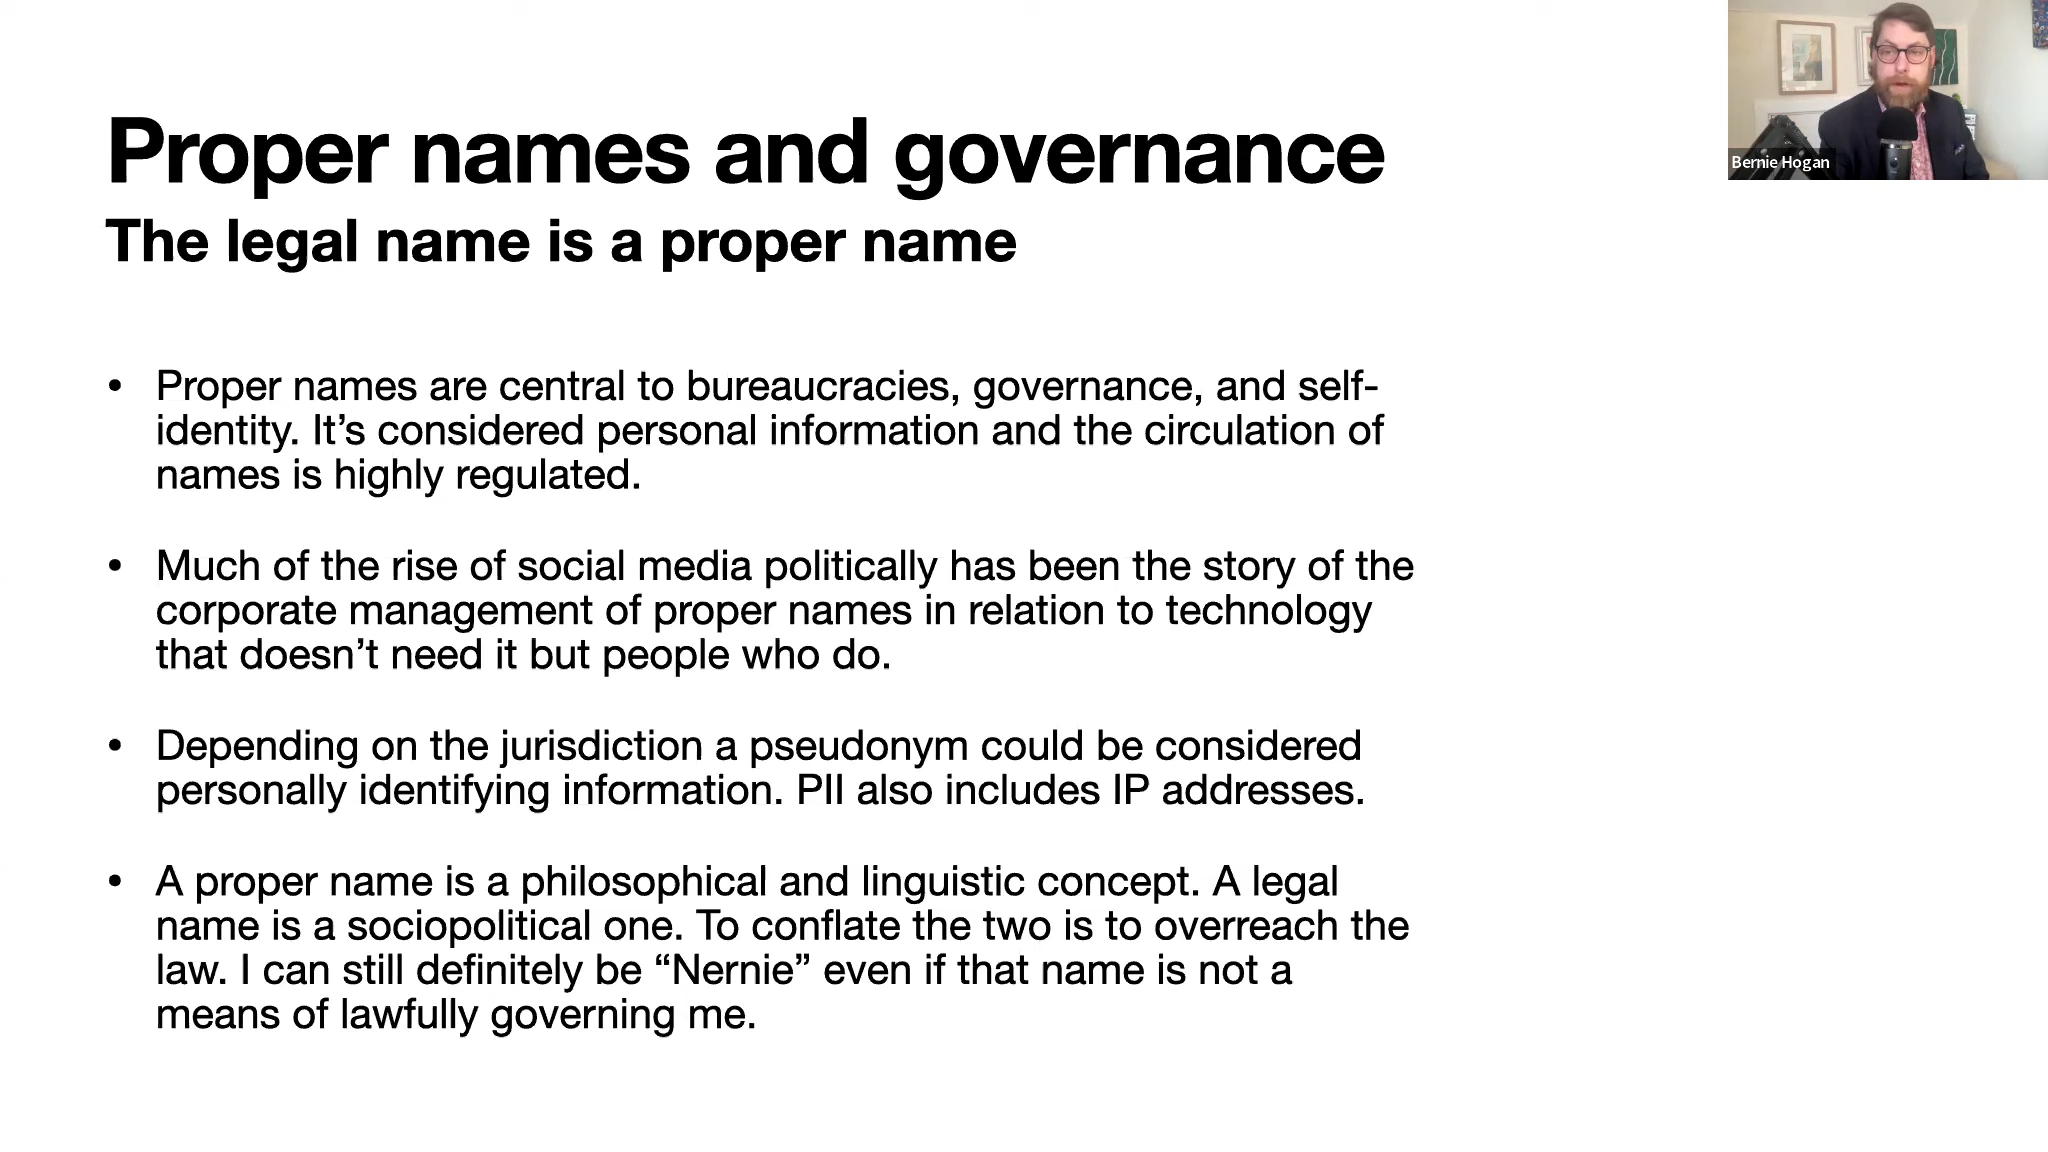 Proper names and governance
The legal name is a proper name
Bernie Hogan
• Proper names are central to bureaucracies, governance, and self-
identity. It’s considered personal information and the circulation of
names is highly regulated.
• Much of the rise of social media politically has been the story of the
corporate management of proper names in relation to technology
that doesn’t need it but people who do.
• Depending on the jurisdiction a pseudonym could be considered
personally identifying information. PII also includes IP addresses.
• A proper name is a philosophical and linguistic concept. A legal
name is a sociopolitical one. To conflate the two is to overreach the
law. I can still definitely be “Nernie” even if that name is not a
means of lawfully governing me.